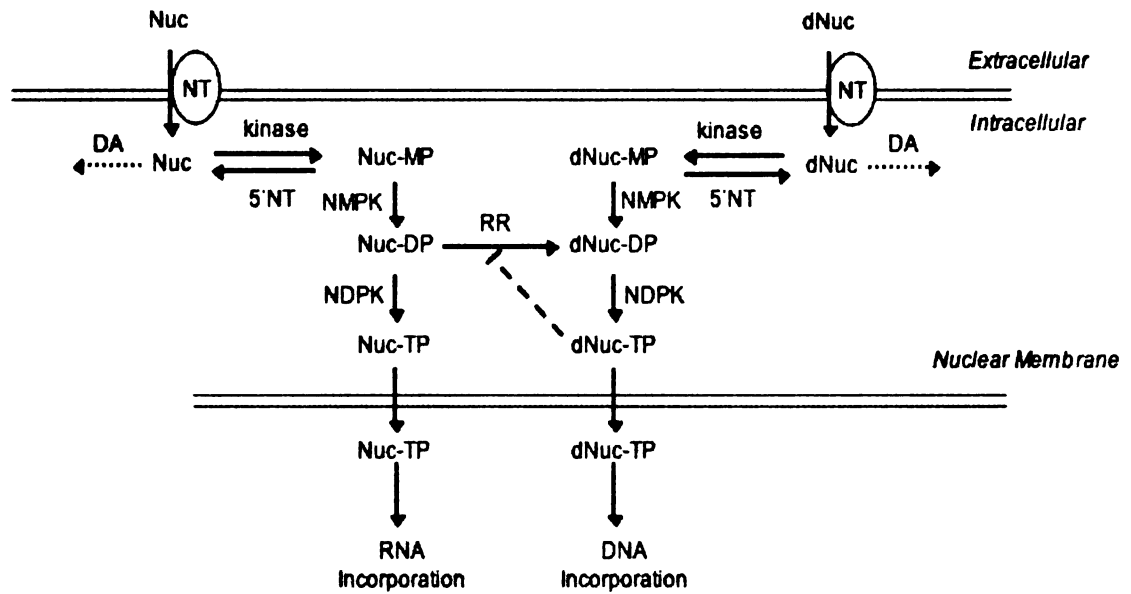 Nuc
dNuc
Extracellular
NT
NT
Intracellular
DA
kinase
kinase
DA
Nuc
Nuc-MP
dNuc-MP
dNuc
5'NT
NMPK
NMPK
5'NT
RR
Nuc-DP
dNuc-DP
NDPK
NDPK
Nuc-TP
dNuc-TP
Nuclear Membrane
Nuc-TP
dNuc-TP
RNA
Incorporation
DNA
Incorporation